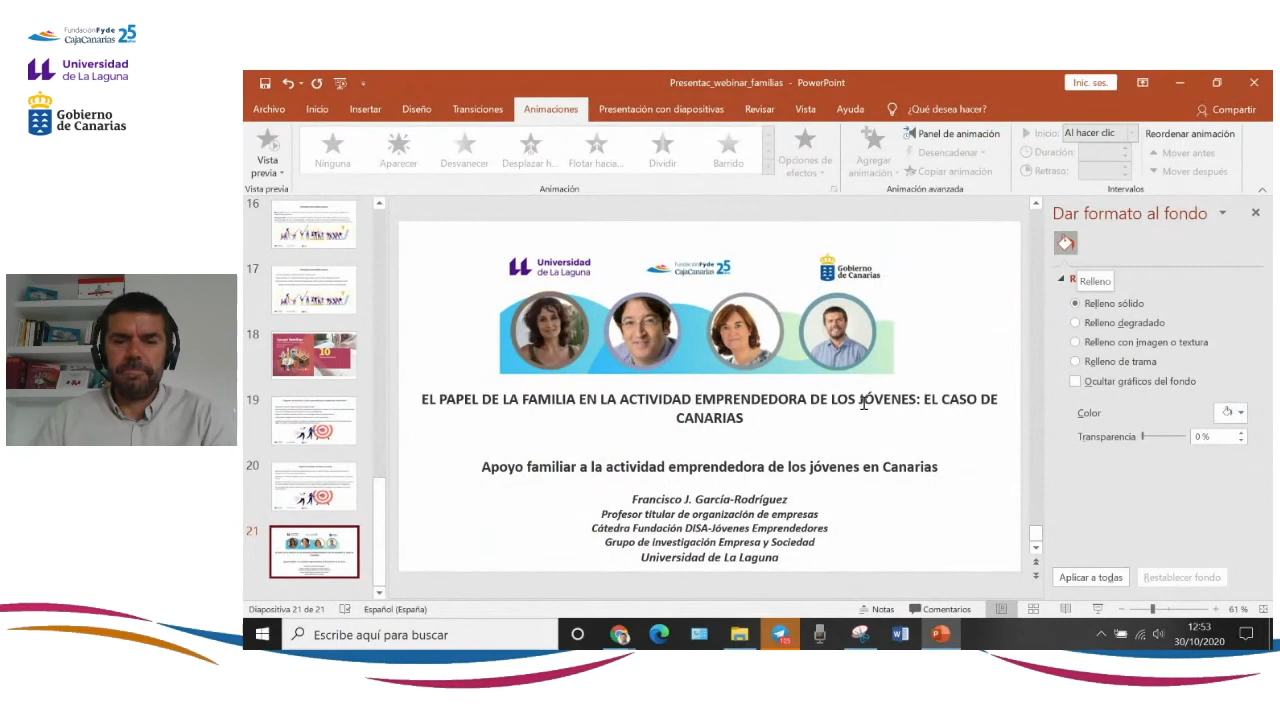 FundaciónFyde
CajaCanarias 25
Universidad
de La Laguna
Gobierno
de Canarias
Presentac_webinar_familias - PowerPoint
Inic. ses.
Archivo Inicio Insertar Diseño Transiciones Animaciones Presentación con diapositivas Revisar Vista Ayuda ¿Qué desea hacer? Compartir
Vista
previa
Ninguna Aparecer Desvanecer Desplazar h... Flotar hacia... Dividir Barrido
Opciones de
efectos
Agregar
animación
Panel de animación
Desencadenar
Copiar animación
Inicio: Al hacer clic
Duración:
Retraso:
Reordenar animación
Mover antes
Mover después
Vista previa Animación Animación avanzada Intervalos
16
17
18
19
20
21
Universidad
de La Laguna
FundaciónFyde
CajaCanarias 25
Gobierno
de Canarias
EL PAPEL DE LA FAMILIA EN LA ACTIVIDAD EMPRENDEDORA DE LOS JÓVENES: EL CASO DE
CANARIAS
Apoyo familiar a la actividad emprendedora de los jóvenes en Canarias
Francisco J. García-Rodríguez
Profesor titular de organización de empresas
Cátedra Fundación DISA-Jóvenes Emprendedores
Grupo de investigación Empresa y Sociedad
Universidad de La Laguna
Dar formato al fondo
R
Relleno
Relleno sólido
Relleno degradado
Relleno con imagen o textura
Relleno de trama
Ocultar gráficos del fondo
Color
Transparencia 0 %
Aplicar a todas Restablecer fondo
Diapositiva 21 de 21 Español (España) Notas Comentarios 61 %
Escribe aquí para buscar
12:53
30/10/2020